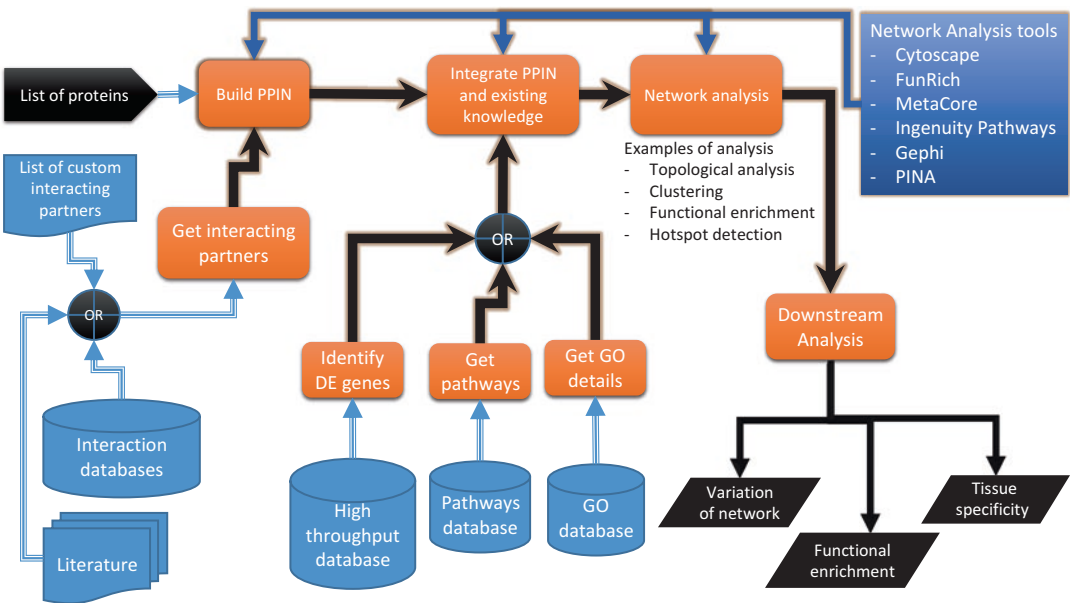 List of proteins
Build PPIN
Integrate PPIN
and existing
knowledge
Network analysis
Network Analysis tools
- Cytoscape
- FunRich
- MetaCore
- Ingenuity Pathways
- Gephi
- PINA
Examples of analysis
- Topological analysis
- Clustering
- Functional enrichment
- Hotspot detection
List of custom
interacting
partners
Get interacting
partners
OR
OR
Interaction
databases
Literature
Identify
DE genes
Get
pathways
Get GO
details
High
throughput
database
Pathways
database
GO
database
Downstream
Analysis
Variation
of network
Functional
enrichment
Tissue
specificity